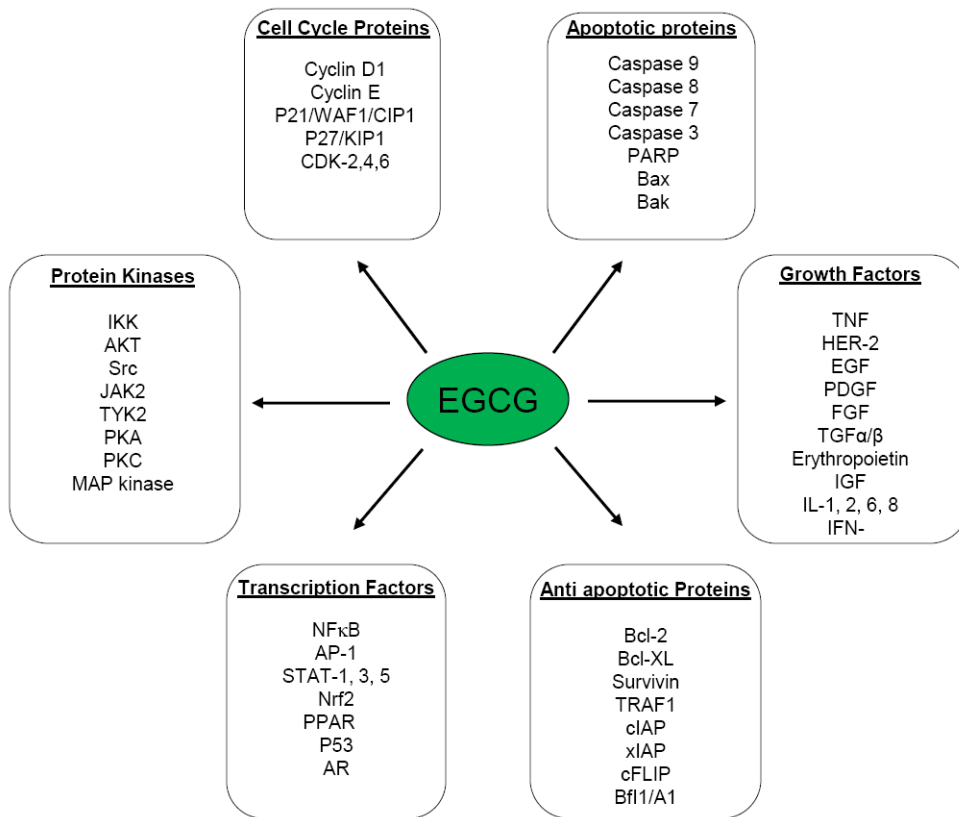 Cell Cycle Proteins
Cyclin D1
Cyclin E
P21/WAF1/CIP1
P27/KIP1
CDK-2,4,6
Apoptotic proteins
Caspase 9
Caspase 8
Caspase 7
Caspase 3
PARP
Bax
Bak
Protein Kinases
IKK
AKT
Src
JAK2
TYK2
PKA
PKC
MAP kinase
EGCG
Growth Factors
TNF
HER-2
EGF
PDGF
FGF
TGFα/β
Erythropoietin
IGF
IL-1, 2, 6, 8
IFN-
Transcription Factors
NFκB
AP-1
STAT-1, 3, 5
Nrf2
PPAR
P53
AR
Anti apoptotic Proteins
Bcl-2
Bcl-XL
Survivin
TRAF1
cIAP
xIAP
cFLIP
Bfl1/A1